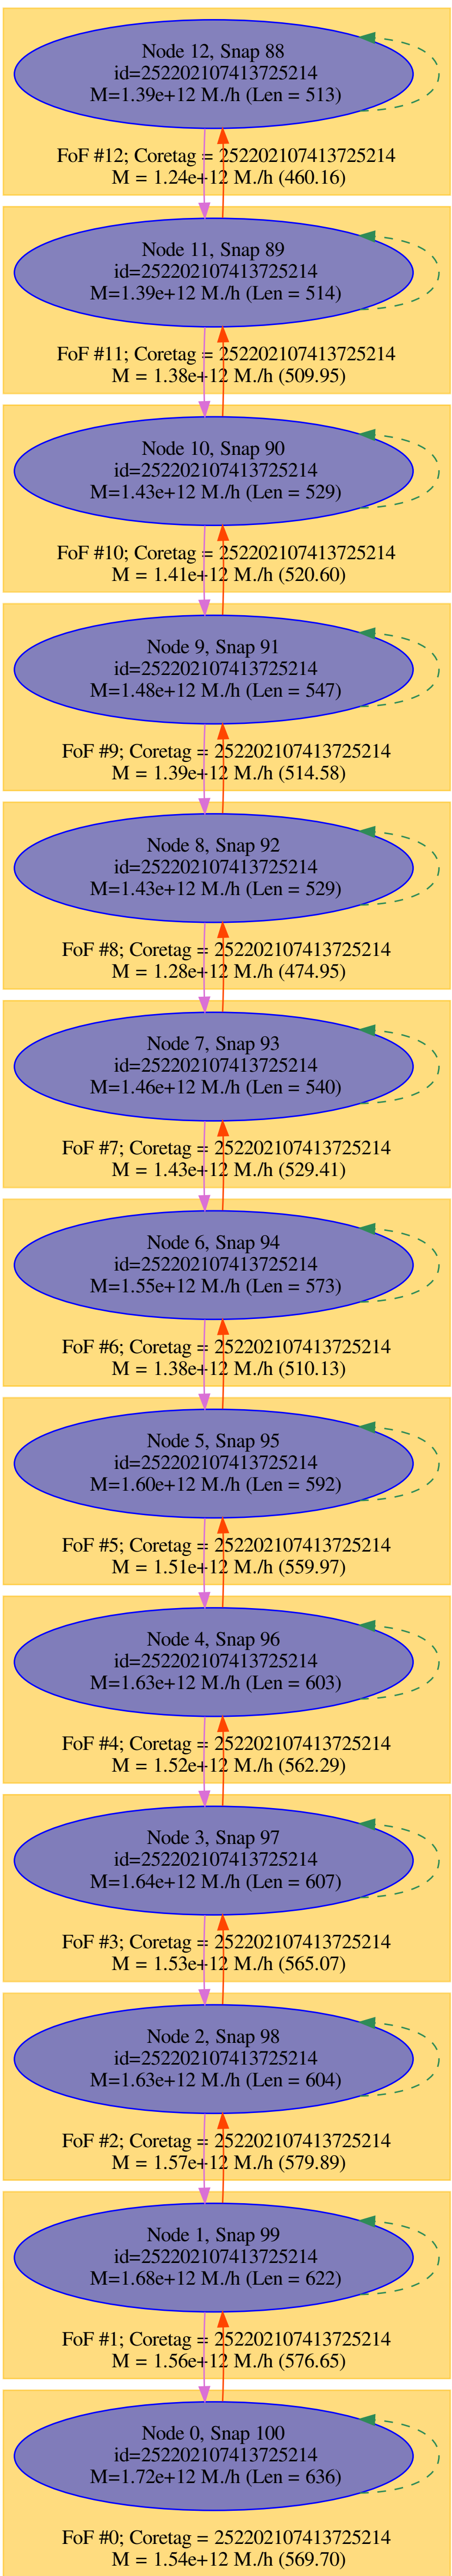 Node 12, Snap 88
id=252202107413725214
M=1.39e+12 M./h (Len = 513)
FoF #12; Coretag = 252202107413725214
M = 1.24e+12 M./h (460.16)
Node 11, Snap 89
id=252202107413725214
M=1.39e+12 M./h (Len = 514)
FoF #11; Coretag = 252202107413725214
M = 1.38e+12 M./h (509.95)
Node 10, Snap 90
id=252202107413725214
M=1.43e+12 M./h (Len = 529)
FoF #10; Coretag = 252202107413725214
M = 1.41e+12 M./h (520.60)
Node 9, Snap 91
id=252202107413725214
M=1.48e+12 M./h (Len = 547)
FoF #9; Coretag = 252202107413725214
M = 1.39e+12 M./h (514.58)
Node 8, Snap 92
id=252202107413725214
M=1.43e+12 M./h (Len = 529)
FoF #8; Coretag = 252202107413725214
M = 1.28e+12 M./h (474.95)
Node 7, Snap 93
id=252202107413725214
M=1.46e+12 M./h (Len = 540)
FoF #7; Coretag = 252202107413725214
M = 1.43e+12 M./h (529.41)
Node 6, Snap 94
id=252202107413725214
M=1.55e+12 M./h (Len = 573)
FoF #6; Coretag = 252202107413725214
M = 1.38e+12 M./h (510.13)
Node 5, Snap 95
id=252202107413725214
M=1.60e+12 M./h (Len = 592)
FoF #5; Coretag = 252202107413725214
M = 1.51e+12 M./h (559.97)
Node 4, Snap 96
id=252202107413725214
M=1.63e+12 M./h (Len = 603)
FoF #4; Coretag = 252202107413725214
M = 1.52e+12 M./h (562.29)
Node 3, Snap 97
id=252202107413725214
M=1.64e+12 M./h (Len = 607)
FoF #3; Coretag = 252202107413725214
M = 1.53e+12 M./h (565.07)
Node 2, Snap 98
id=252202107413725214
M=1.63e+12 M./h (Len = 604)
FoF #2; Coretag = 252202107413725214
M = 1.57e+12 M./h (579.89)
Node 1, Snap 99
id=252202107413725214
M=1.68e+12 M./h (Len = 622)
FoF #1; Coretag = 252202107413725214
M = 1.56e+12 M./h (576.65)
Node 0, Snap 100
id=252202107413725214
M=1.72e+12 M./h (Len = 636)
FoF #0; Coretag = 252202107413725214
M = 1.54e+12 M./h (569.70)